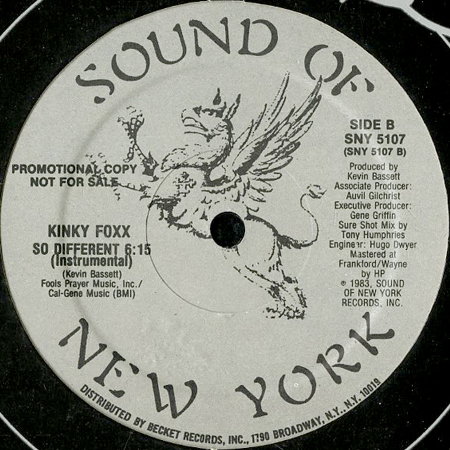 SOUND OF
SIDE B
SNY 5107
(SNY 5107 B)
PROMOTIONAL COPY
NOT FOR SALE
KINKY FOXX
SO DIFFERENT 6:15
(Instrumental)
(Kevin Bassett)
Fools Prayer Music, Inc./
Cal-Gene Music (BMI)
Produced by
Kevin Bassett
Associate Producer:
Auvil Gilchrist
Executive Producer:
Gene Griffin
Sure Shot Mix by
Tony Humphries
Engineer: Hugo Dwyer
Mastered at
Frankford/Wayne
by HP
℗ 1983, SOUND
OF NEW YORK
RECORDS, INC.
NEW YORK
DISTRIBUTED BY BECKET RECORDS, INC., 1790 BROADWAY, N.Y., N.Y. 10019